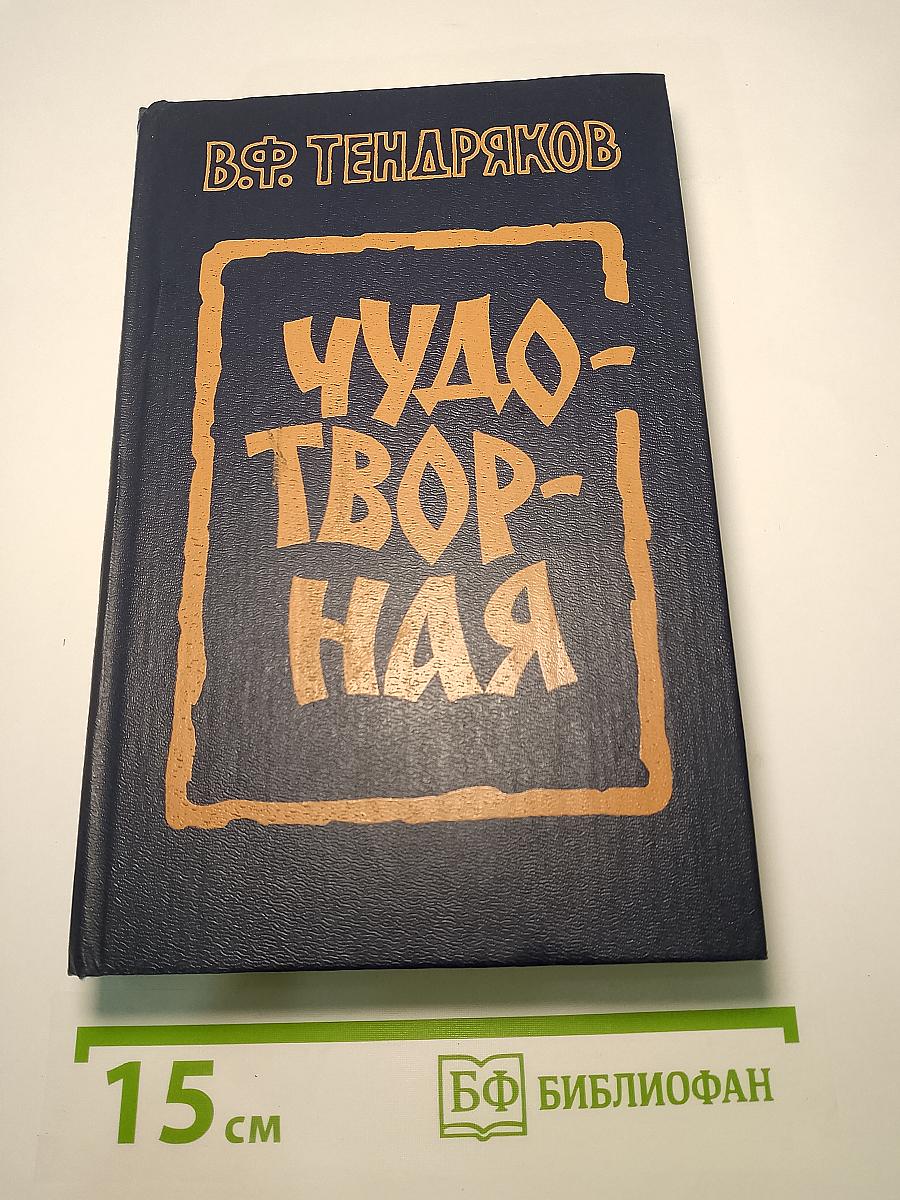 В.Ф. ТЕНДРЯКОВ
ЧУДО-
ТВОР-
НАЯ
15 см
БФ БИБЛИОФАН